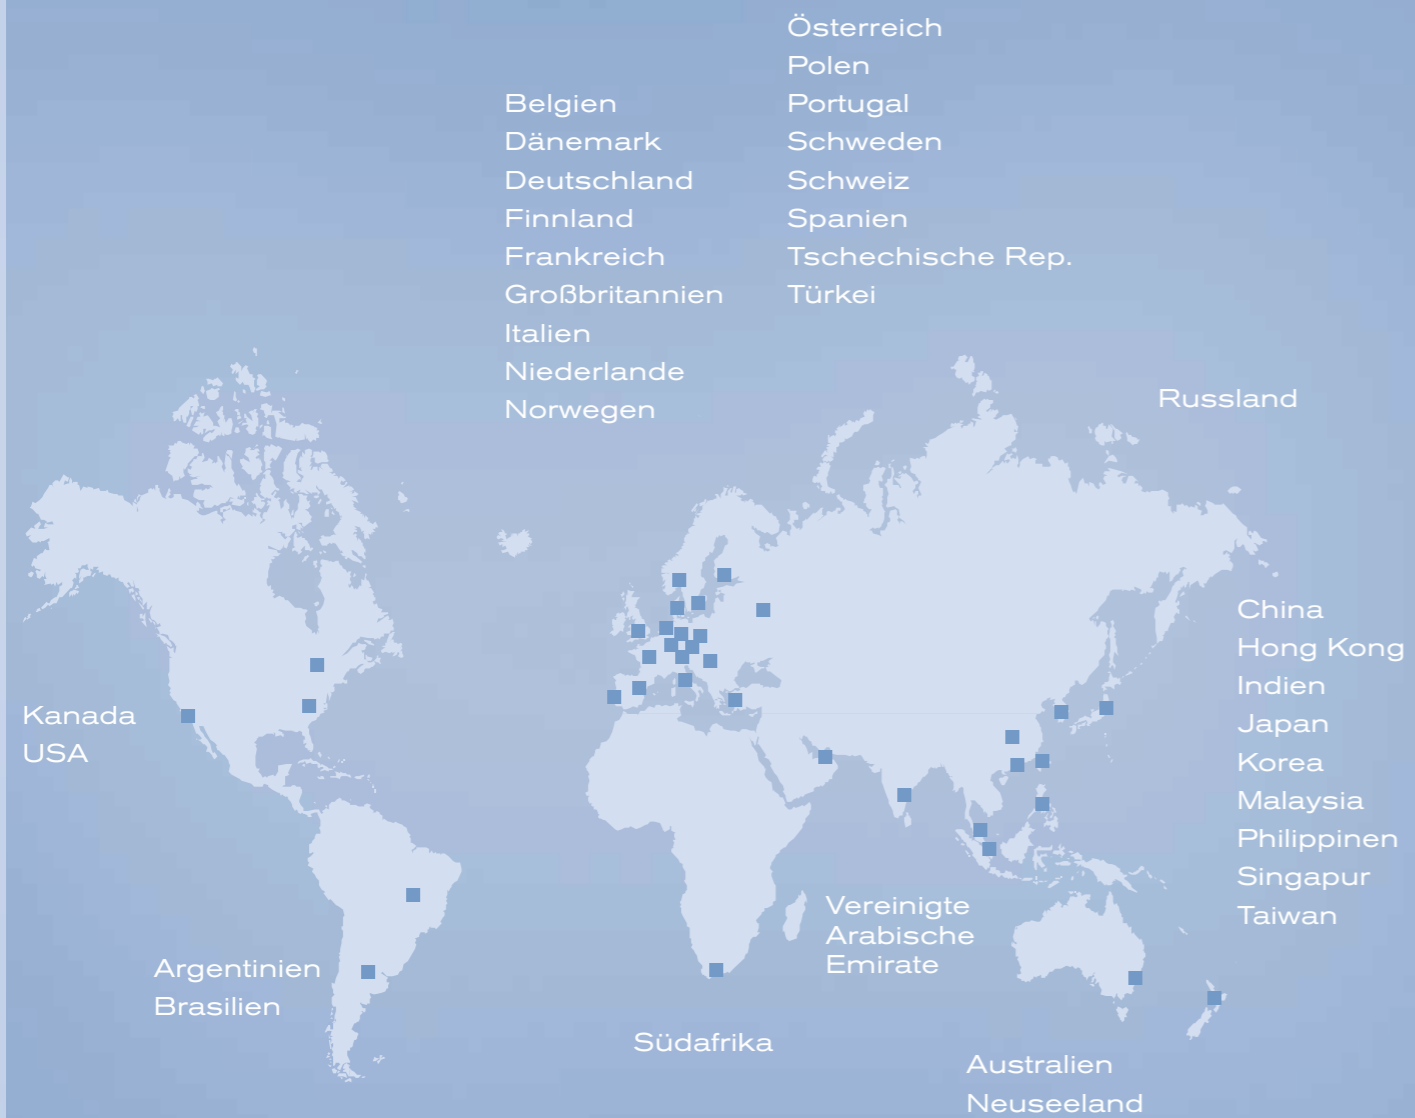 Belgien
Dänemark
Deutschland
Finnland
Frankreich
Großbritannien
Italien
Niederlande
Norwegen
Österreich
Polen
Portugal
Schweden
Schweiz
Spanien
Tschechische Rep.
Türkei
Russland
Kanada
USA
China
Hong Kong
Indien
Japan
Korea
Malaysia
Philippinen
Singapur
Taiwan
Argentinien
Brasilien
Vereinigte
Arabische
Emirate
Südafrika
Australien
Neuseeland